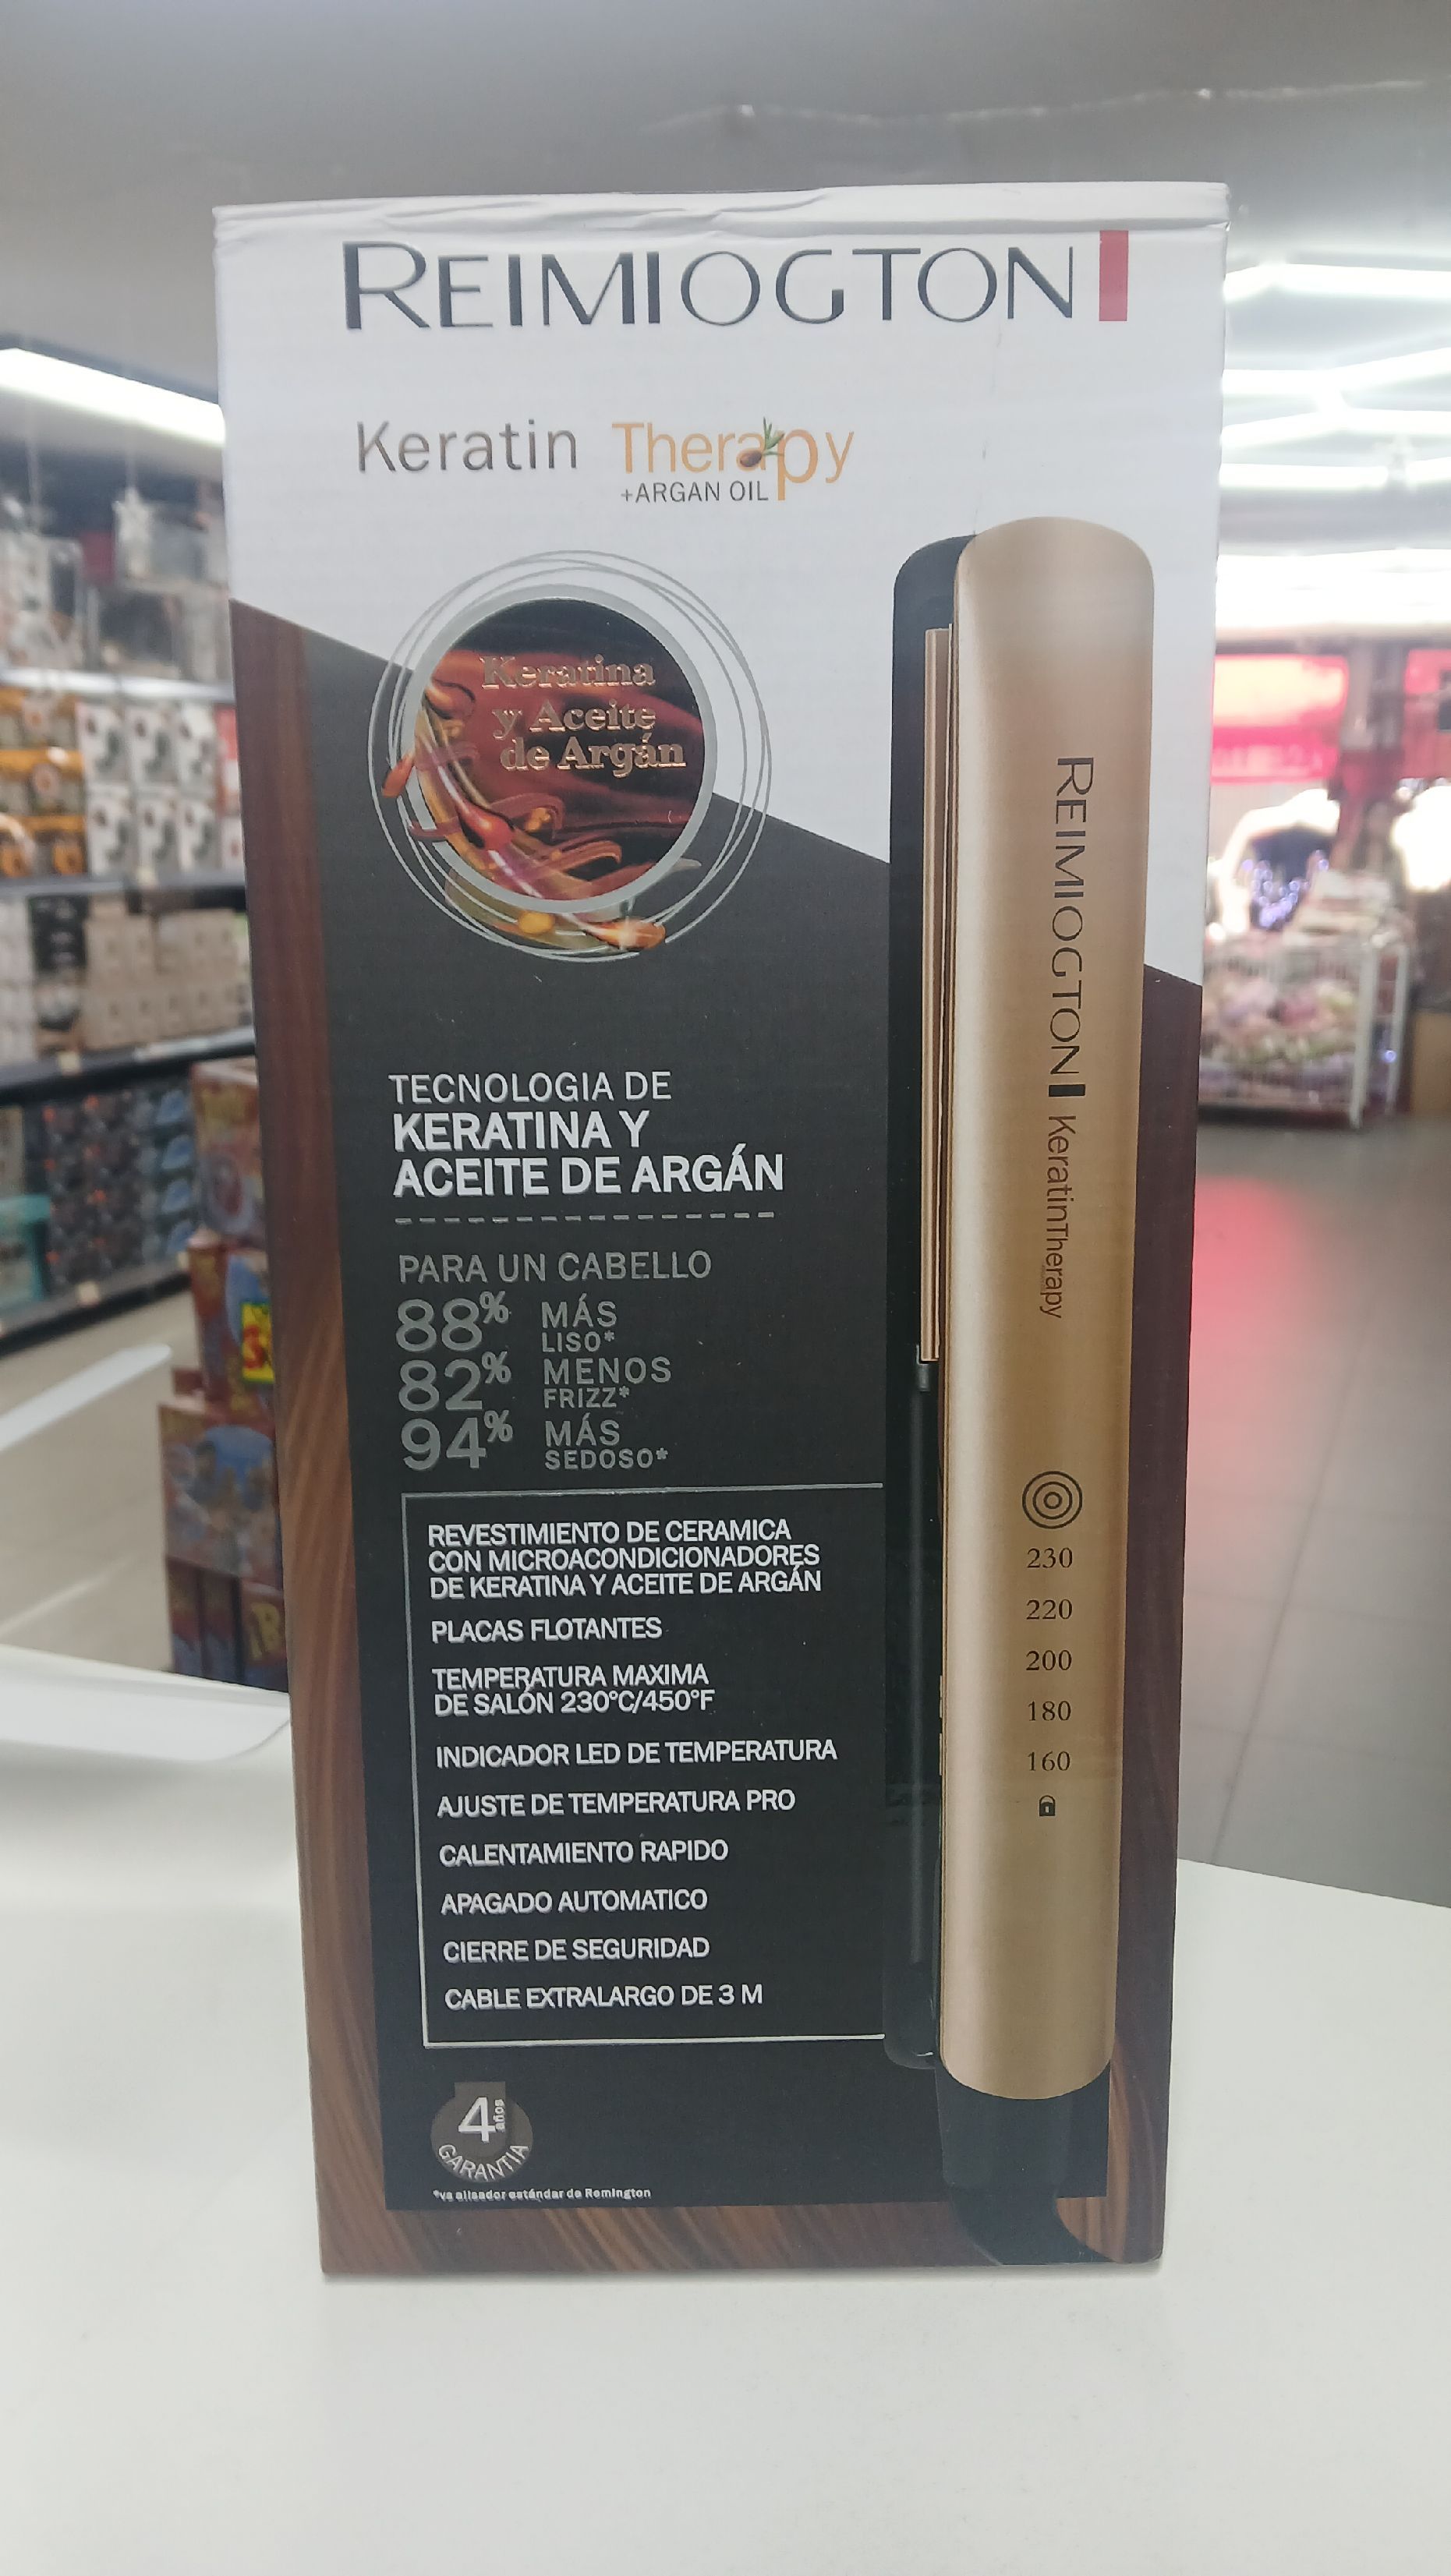 REIMIOGTON
Keratin Therapy
+ARGAN OIL
Keratina
y Aceite
de Argán
TECNOLOGIA DE
KERATINA Y
ACEITE DE ARGÁN
PARA UN CABELLO
88% MÁS
LISO*
82% MENOS
FRIZZ*
94% MÁS
SEDOSO*
REVESTIMIENTO DE CERAMICA
CON MICROACONDICIONADORES
DE KERATINA Y ACEITE DE ARGÁN
PLACAS FLOTANTES
TEMPERATURA MAXIMA
DE SALÓN 230°C/450°F
INDICADOR LED DE TEMPERATURA
AJUSTE DE TEMPERATURA PRO
CALENTAMIENTO RAPIDO
APAGADO AUTOMATICO
CIERRE DE SEGURIDAD
CABLE EXTRALARGO DE 3 M
4 años
GARANTIA
*vs alisador estándar de Remington
REIMIOGTON KeratinTherapy
230
220
200
180
160